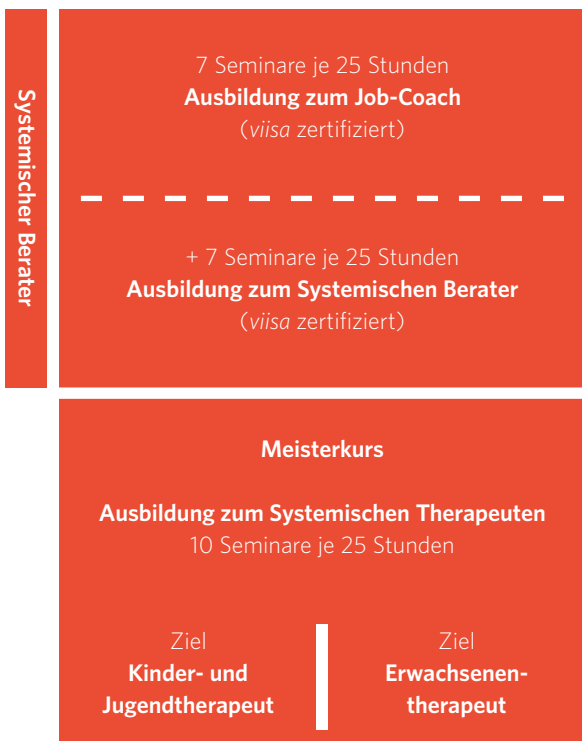 Systemischer Berater
7 Seminare je 25 Stunden
Ausbildung zum Job-Coach
(viisa zertifiziert)
+ 7 Seminare je 25 Stunden
Ausbildung zum Systemischen Berater
(viisa zertifiziert)
Meisterkurs
Ausbildung zum Systemischen Therapeuten
10 Seminare je 25 Stunden
Ziel
Kinder- und
Jugendtherapeut
Ziel
Erwachsenen-
therapeut